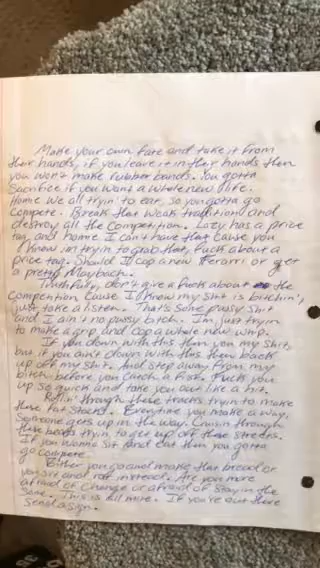 Make your own fate and take it from
their hands, if you leave it in their hands then
you won't make rubber bands. You gotta
Sacrifice if you want a whole new life.
Homie we all tryin' to eat, so you gotta go
Compete. Break that weak tradition and
destroy all the competition. Lazy has a price
tag, and home I can't have that cause you
know im tryin to grab that. Fuck about a
price tag. Should I cop a new Ferarri or get
a pretty Maybach.
Truthfully, don't give a fuck about the
Competition Cause I know my shit is bitchin',
just take a listen. That's some pussy shit
and I ain't no pussy bitch. I'm just tryin
to make a grip and cop a whole new whip.
If you down with this then you my shit,
but if you ain't down with this then back
up off my shit. And step away from my
bitch before you catch a fist. Fuck you
up so quick and take you out like a hit.
Rollin' through these tracks tryin to make
these fat stacks. Everytime you make a way,
Someone gets up in the way. Cruisin through
these beats tryin to get up off these streets.
If you wanna sit and eat then you gotta
go compete.
Either you go and make that bread or
you sit and rot instead. Are you more
afraid of Change or afraid of stayin the
Same. This is all mine. If you're out there
Send a sign.